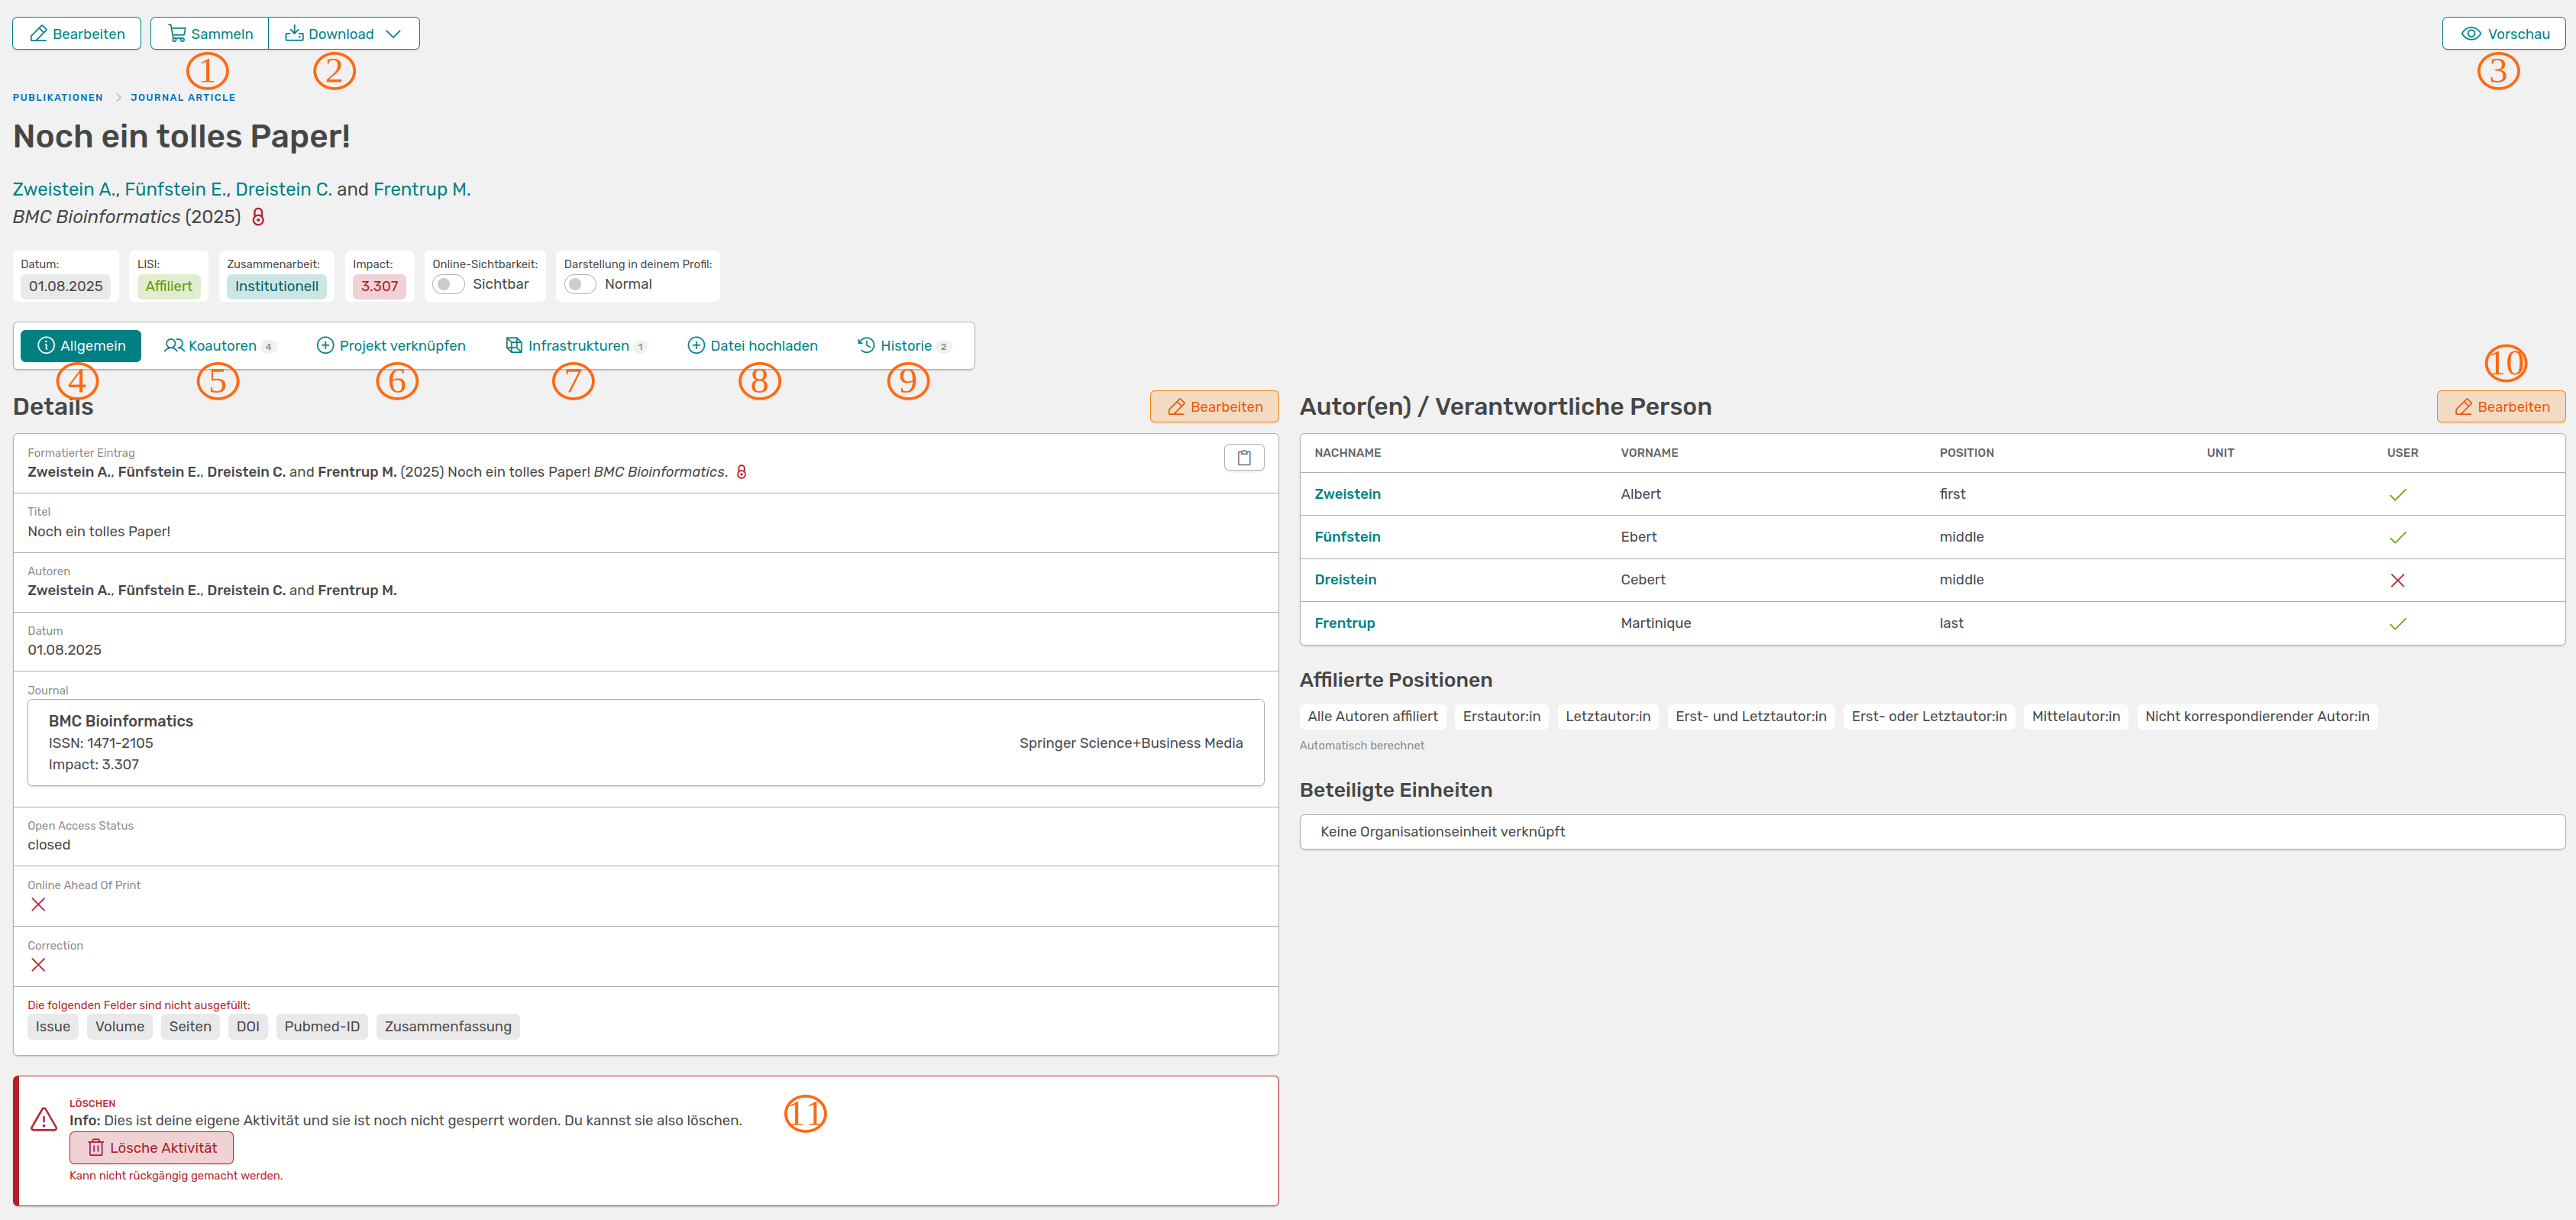 Bearbeiten Sammeln Download Vorschau
1 2 3
PUBLIKATIONEN JOURNAL ARTICLE
Noch ein tolles Paper!
Zweistein A., Fünfstein E., Dreistein C. and Frentrup M.
BMC Bioinformatics (2025)
Datum: LISI: Zusammenarbeit: Impact: Online-Sichtbarkeit: Darstellung in deinem Profil:
01.08.2025 Affiliert Institutionell 3.307 Sichtbar Normal
Allgemein Koautoren 4 Projekt verknüpfen Infrastrukturen 1 Datei hochladen Historie 2
4 5 6 7 8 9 10
Details Bearbeiten
Formatierter Eintrag
Zweistein A., Fünfstein E., Dreistein C. and Frentrup M. (2025) Noch ein tolles Paper! BMC Bioinformatics.
Titel
Noch ein tolles Paper!
Autoren
Zweistein A., Fünfstein E., Dreistein C. and Frentrup M.
Datum
01.08.2025
Journal
BMC Bioinformatics
ISSN: 1471-2105 Springer Science+Business Media
Impact: 3.307
Open Access Status
closed
Online Ahead Of Print
Correction
Die folgenden Felder sind nicht ausgefüllt:
Issue Volume Seiten DOI Pubmed-ID Zusammenfassung
LÖSCHEN
Info: Dies ist deine eigene Aktivität und sie ist noch nicht gesperrt worden. Du kannst sie also löschen. 11
Lösche Aktivität
Kann nicht rückgängig gemacht werden.
Autor(en) / Verantwortliche Person Bearbeiten
NACHNAME VORNAME POSITION UNIT USER
Zweistein Albert first
Fünfstein Ebert middle
Dreistein Cebert middle
Frentrup Martinique last
Affilierte Positionen
Alle Autoren affiliert Erstautor:in Letztautor:in Erst- und Letztautor:in Erst- oder Letztautor:in Mittelautor:in Nicht korrespondierender Autor:in
Automatisch berechnet
Beteiligte Einheiten
Keine Organisationseinheit verknüpft